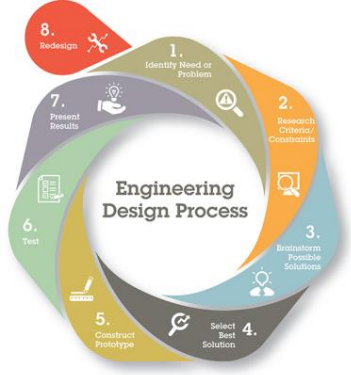 8.
Redesign
1.
Identify Need or
Problem
7.
Present
Results
2.
Research
Criteria/
Constraints
Engineering
Design Process
6.
Test
3.
Brainstorm
Possible
Solutions
5.
Construct
Prototype
Select 4.
Best
Solution